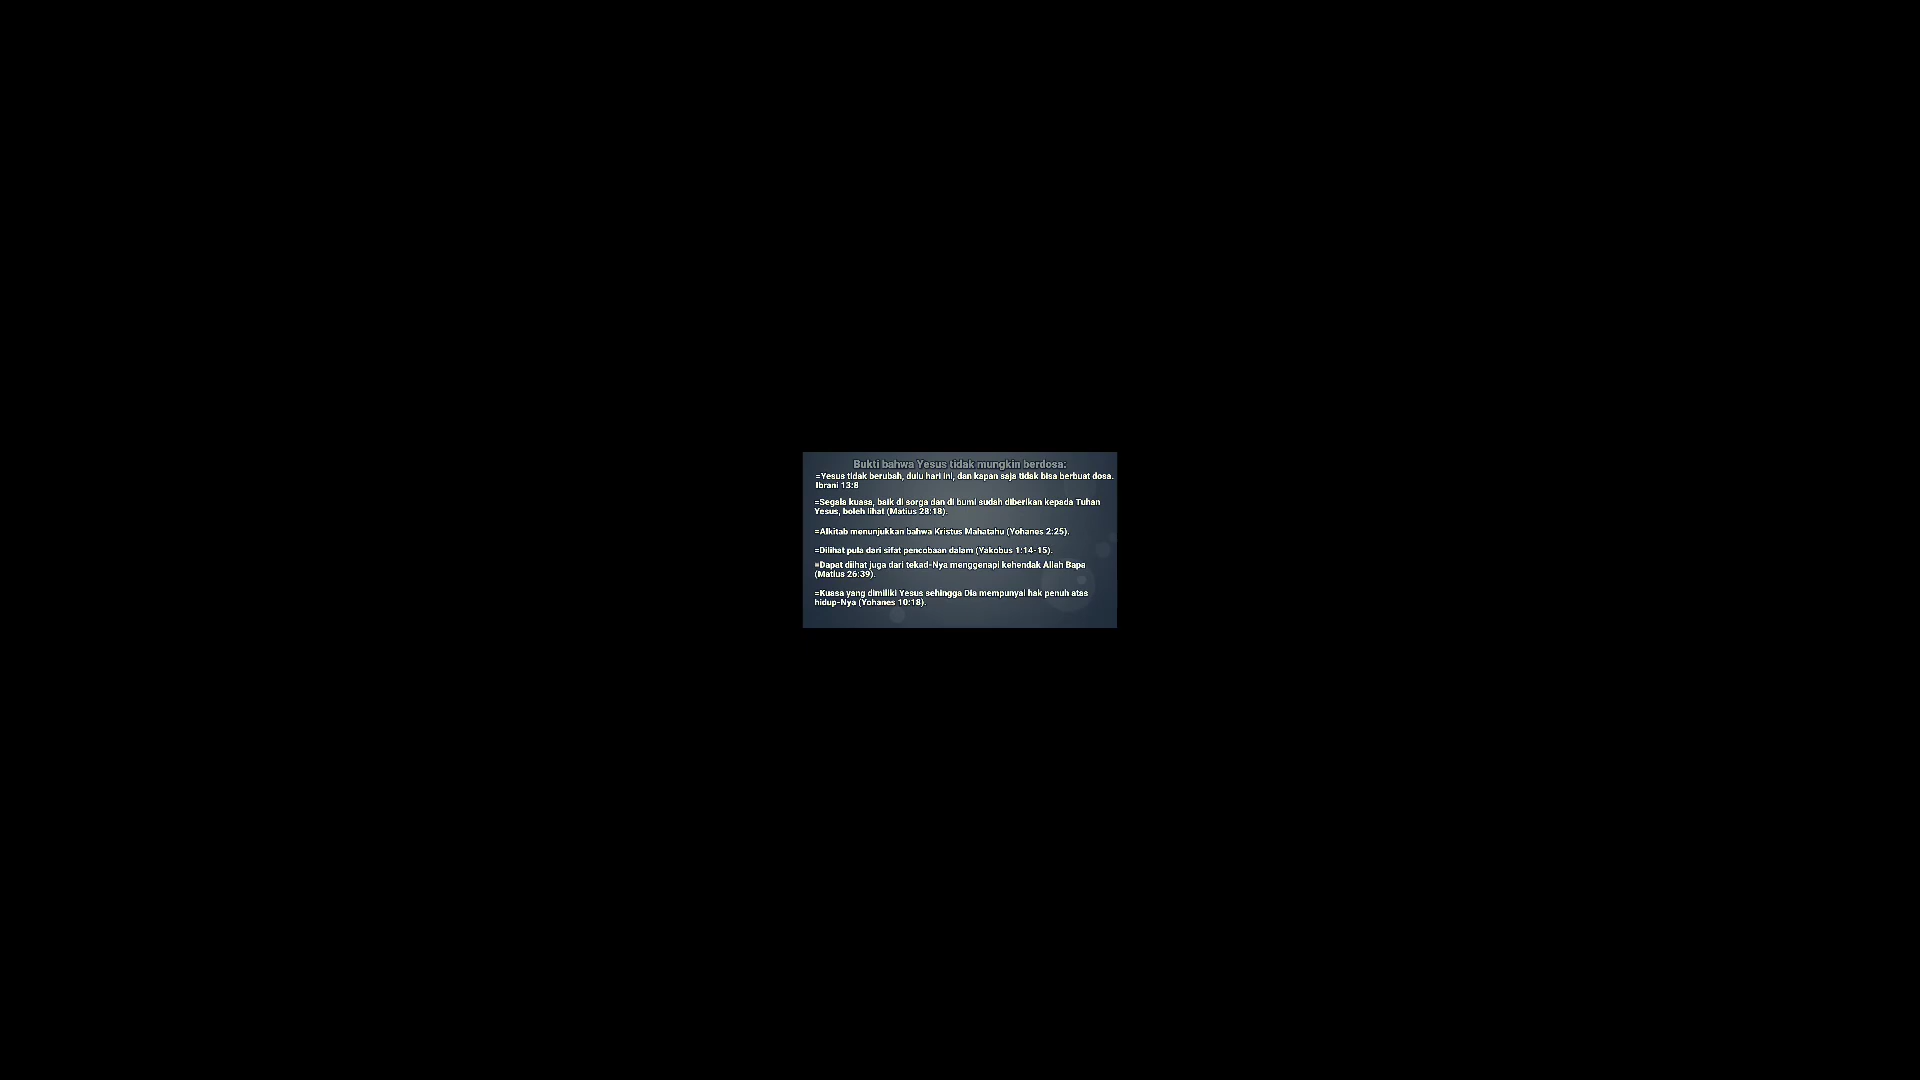 Bukti bahwa Yesus tidak mungkin berdosa:
=Yesus tidak berubah, dulu hari ini, dan kapan saja tidak bisa berbuat dosa.
Ibrani 13:8
=Segala kuasa, baik di sorga dan di bumi sudah diberikan kepada Tuhan
Yesus, boleh lihat (Matius 28:18).
=Alkitab menunjukkan bahwa Kristus Mahatahu (Yohanes 2:25).
=Dilihat pula dari sifat pencobaan dalam (Yakobus 1:14-15).
=Dapat dilihat juga dari tekad-Nya menggenapi kehendak Allah Bapa
(Matius 26:39).
=Kuasa yang dimiliki Yesus sehingga Dia mempunyai hak penuh atas
hidup-Nya (Yohanes 10:18).